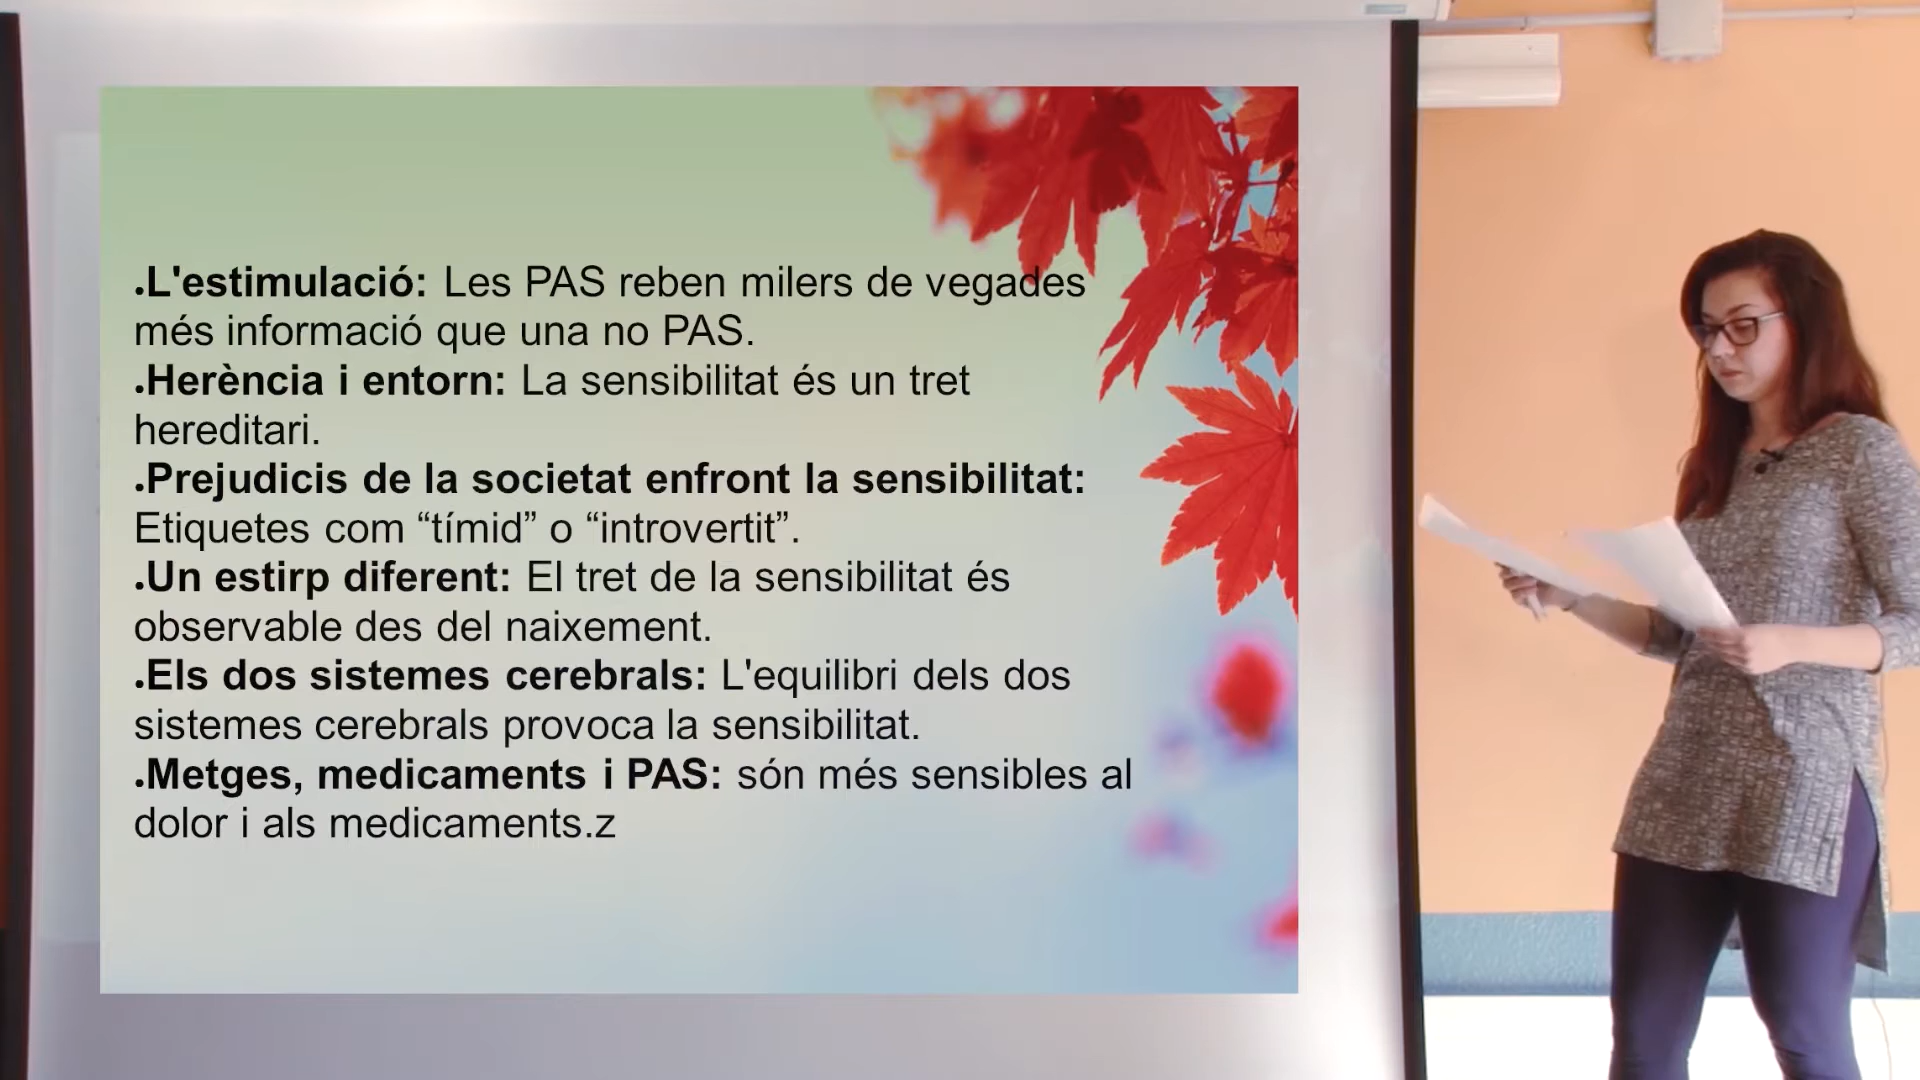 .L'estimulació: Les PAS reben milers de vegades
més informació que una no PAS.
.Herència i entorn: La sensibilitat és un tret
hereditari.
.Prejudicis de la societat enfront la sensibilitat:
Etiquetes com “tímid” o “introvertit”.
.Un estirp diferent: El tret de la sensibilitat és
observable des del naixement.
.Els dos sistemes cerebrals: L'equilibri dels dos
sistemes cerebrals provoca la sensibilitat.
.Metges, medicaments i PAS: són més sensibles al
dolor i als medicaments.z